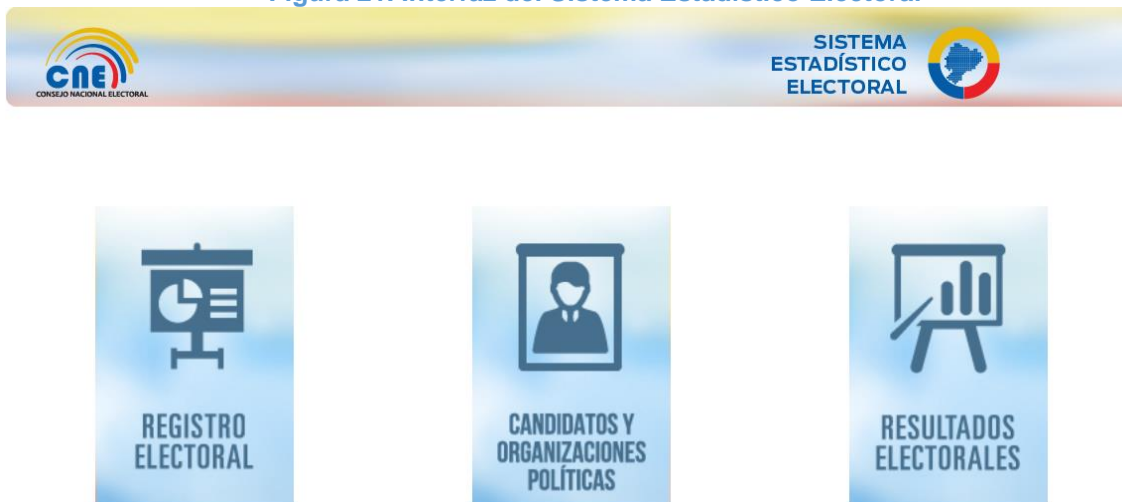 SISTEMA
ESTADÍSTICO
ELECTORAL
CNE
CONSEJO NACIONAL ELECTORAL
REGISTRO
ELECTORAL
CANDIDATOS Y
ORGANIZACIONES
POLÍTICAS
RESULTADOS
ELECTORALES